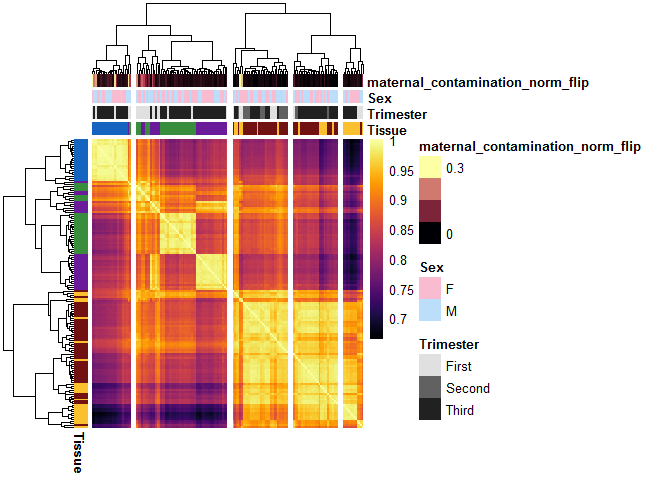 maternal_contamination_norm_flip
Sex
Trimester
Tissue
1
0.95
0.9
0.85
0.8
0.75
0.7
maternal_contamination_norm_flip
0.3
0
Sex
F
M
Trimester
First
Second
Third
Tissue